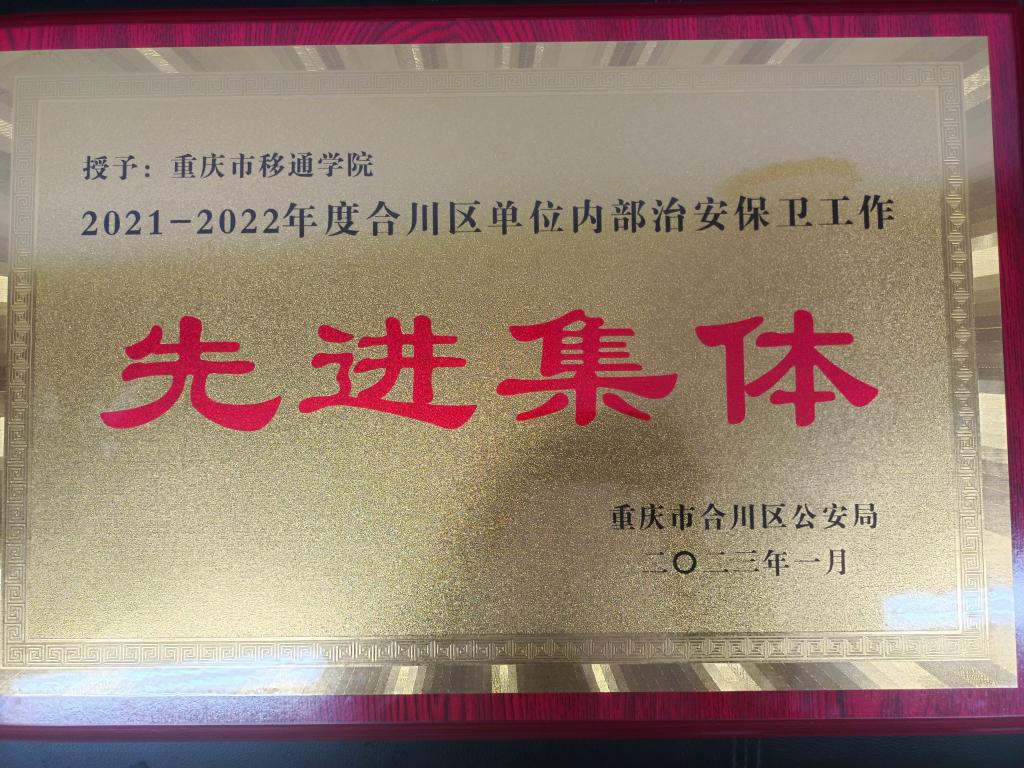 授予：重庆市移通学院
2021-2022年度合川区单位内部治安保卫工作
先进集体
重庆市合川区公安局
二〇二三年一月